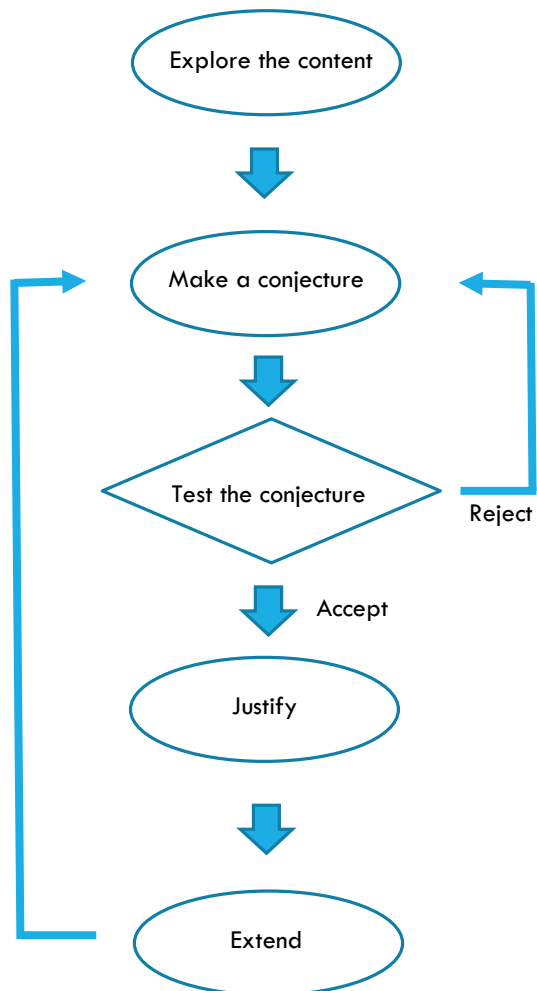 Explore the content
Make a conjecture
Test the conjecture
Reject
Accept
Justify
Extend